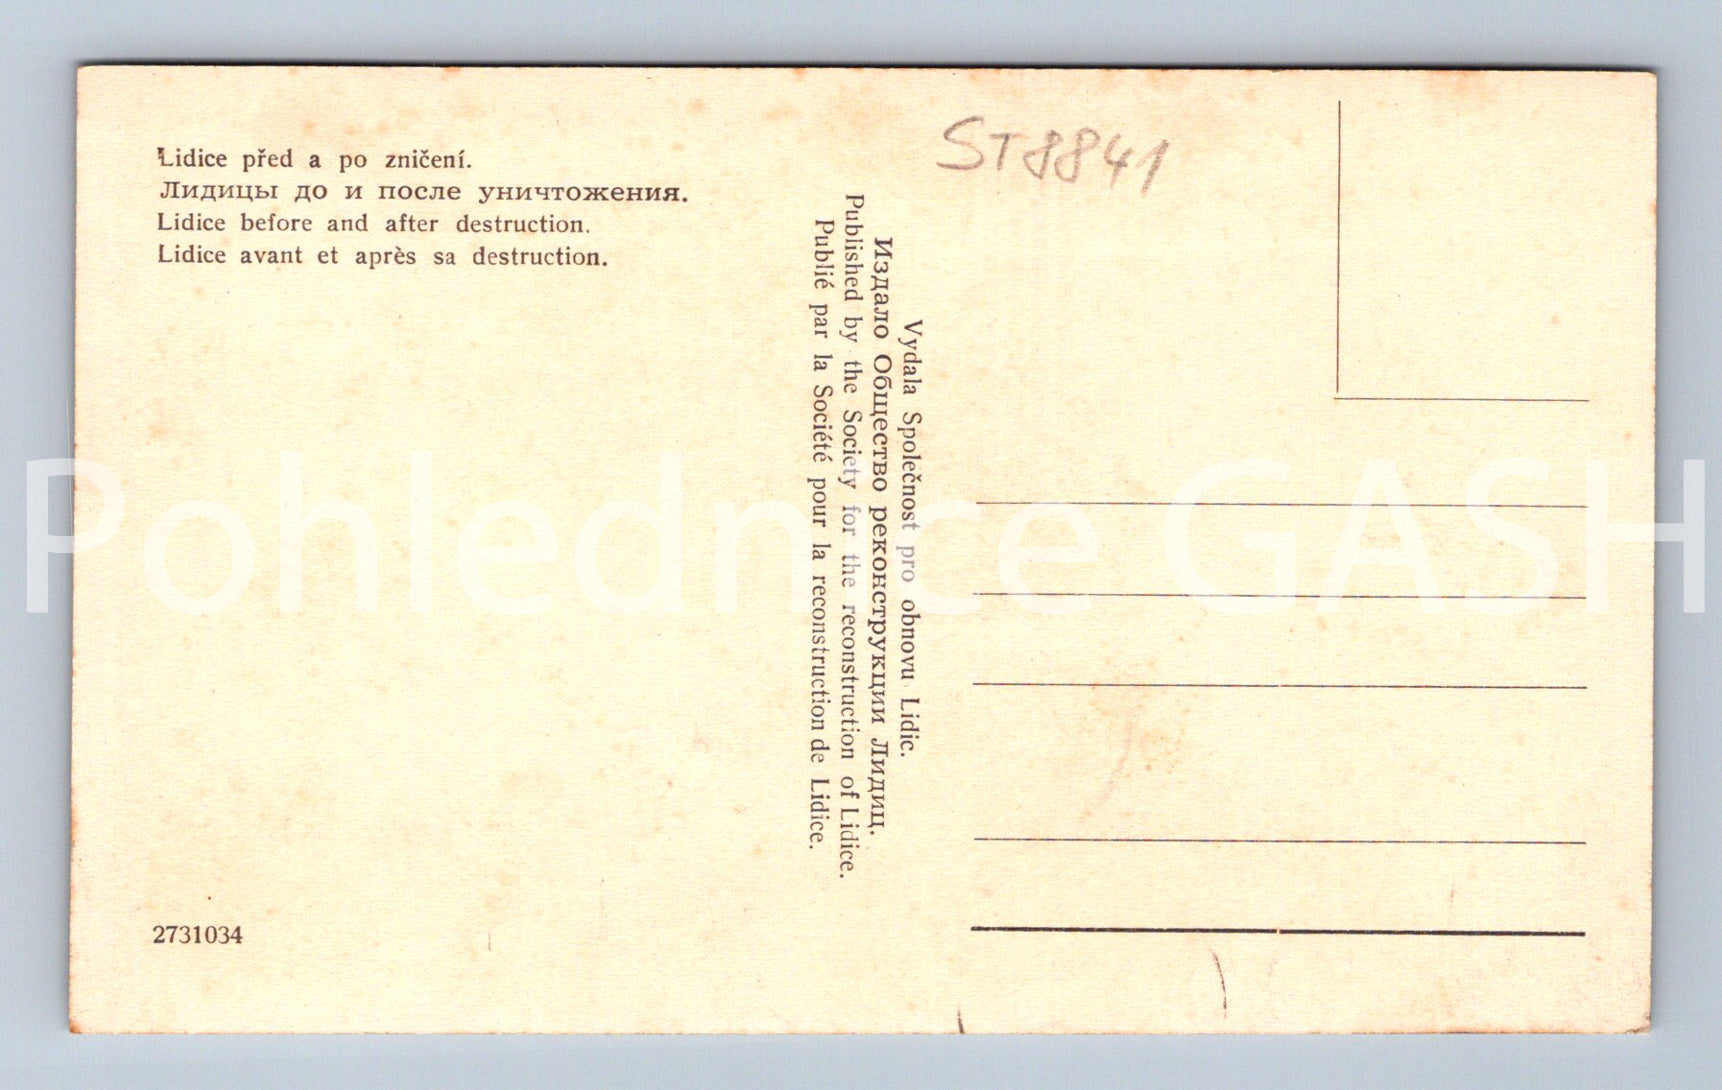 Lidice před a po zničení.
Лидицы до и после уничтожения.
Lidice before and after destruction.
Lidice avant et après sa destruction.
2731034
Vydala Společnost pro obnovu Lidic.
Издало Общество реконструкции Лидиц.
Published by the Society for the reconstruction of Lidice.
Publié par la Société pour la reconstruction de Lidice.
ST8841
Pohlednice GASH